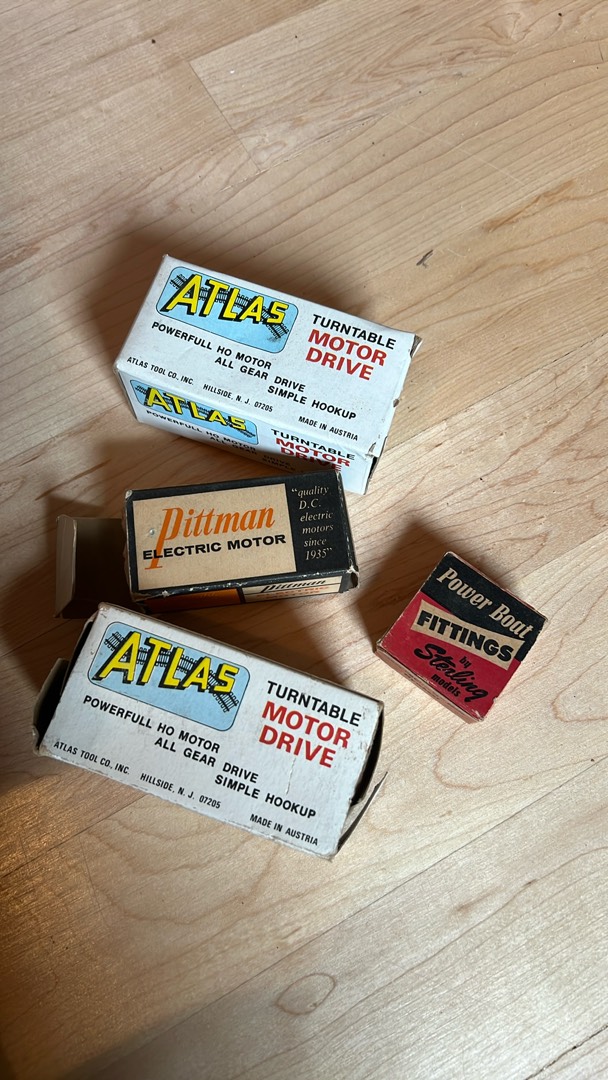 ATLAS
TURNTABLE
MOTOR
DRIVE
POWERFULL HO MOTOR
ALL GEAR DRIVE
SIMPLE HOOKUP
ATLAS TOOL CO. INC. HILLSIDE, N. J. 07205
MADE IN AUSTRIA
ATLAS
TURNTABLE
MOTOR
DRIVE
POWERFULL HO MOTOR
Pittman
ELECTRIC MOTOR
"quality
D.C.
electric
motors
since
1935"
Pittman
Power Boat
FITTINGS
by
Sterling
models
ATLAS
TURNTABLE
MOTOR
DRIVE
POWERFULL HO MOTOR
ALL GEAR DRIVE
SIMPLE HOOKUP
ATLAS TOOL CO. INC. HILLSIDE, N. J. 07205
MADE IN AUSTRIA